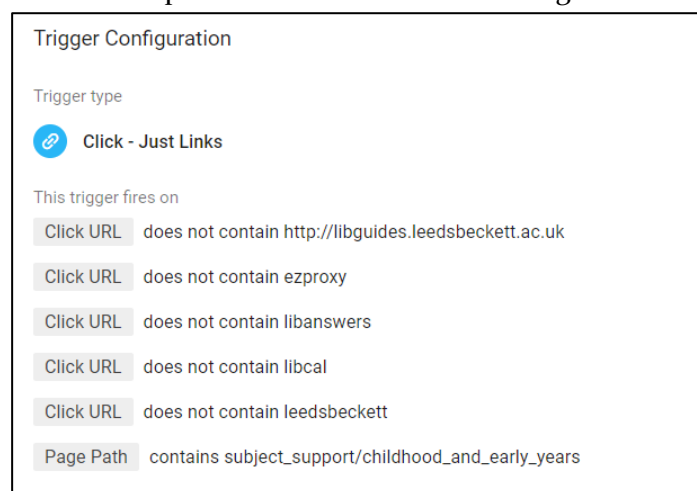 Trigger Configuration
Trigger type
Click - Just Links
This trigger fires on
Click URL does not contain http://libguides.leedsbeckett.ac.uk
Click URL does not contain ezproxy
Click URL does not contain libanswers
Click URL does not contain libcal
Click URL does not contain leedsbeckett
Page Path contains subject_support/childhood_and_early_years